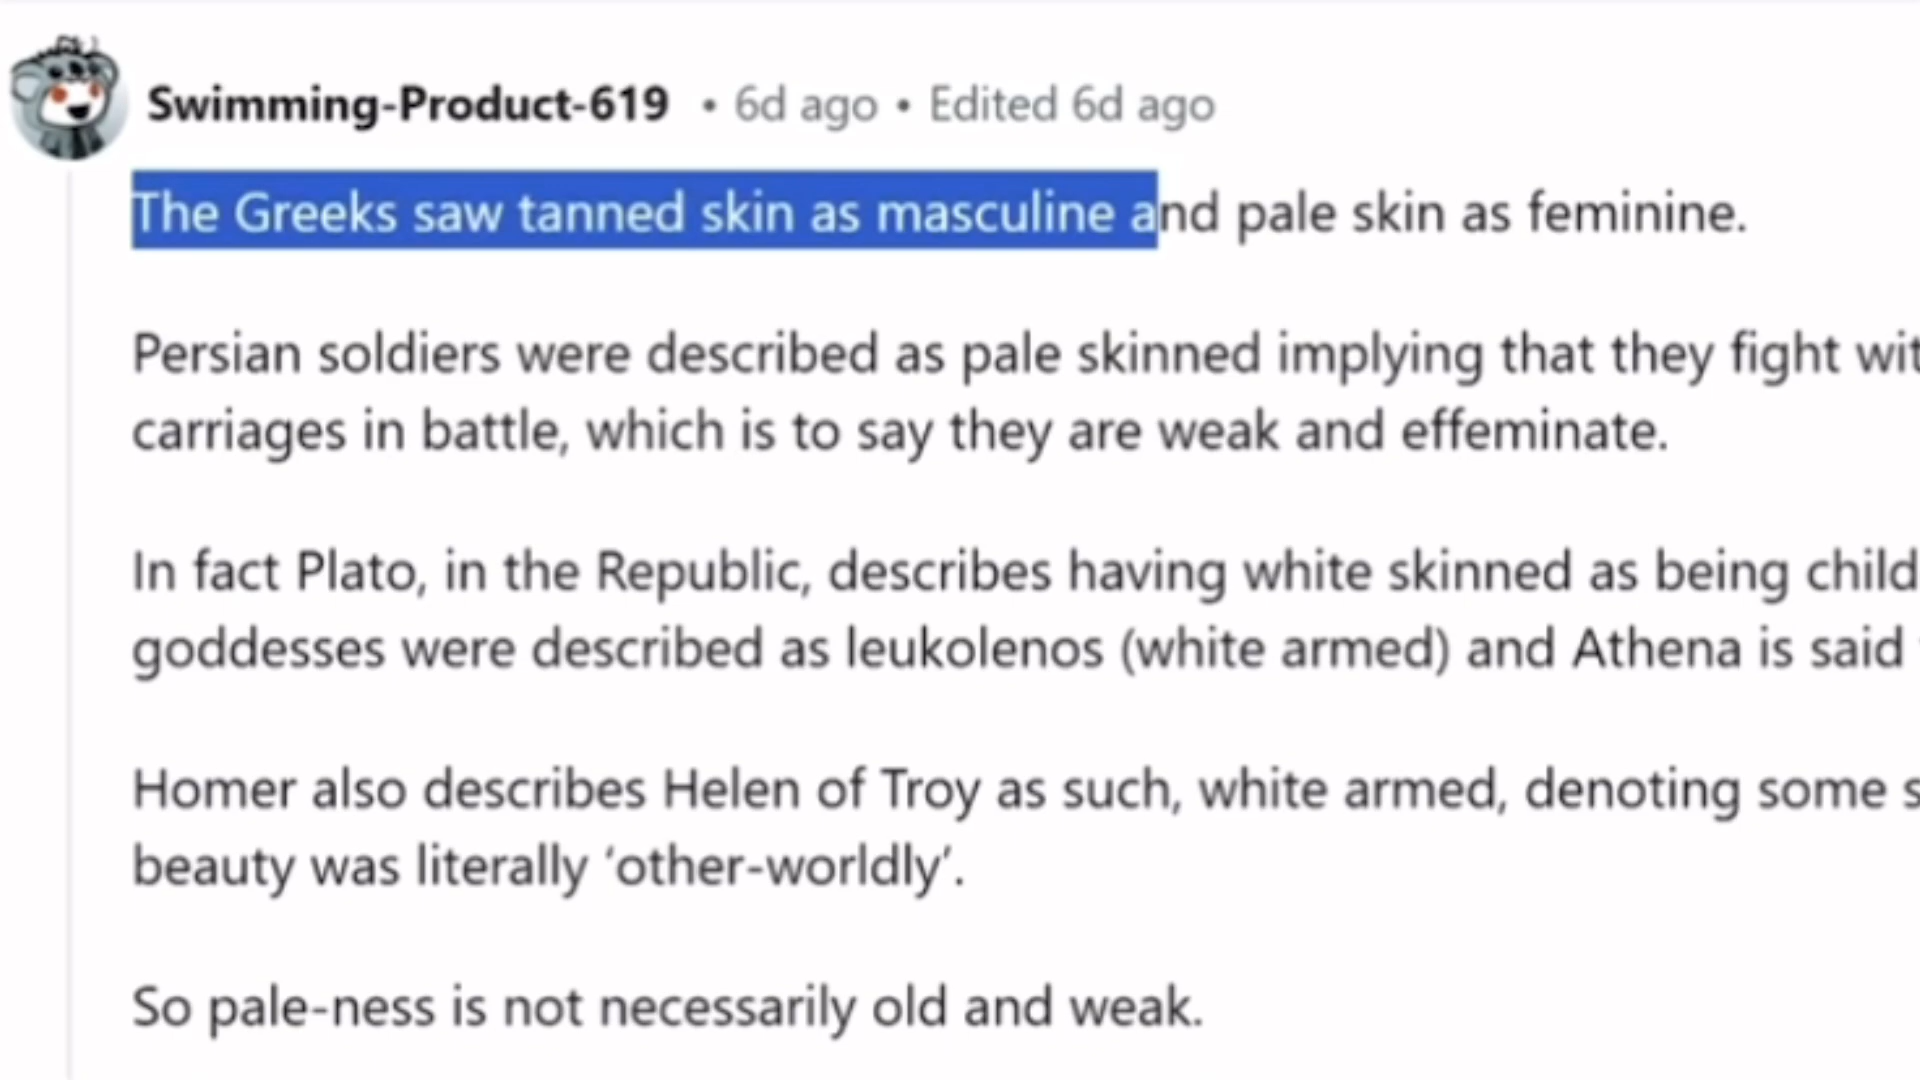 Swimming-Product-619 • 6d ago • Edited 6d ago
The Greeks saw tanned skin as masculine and pale skin as feminine.
Persian soldiers were described as pale skinned implying that they fight
carriages in battle, which is to say they are weak and effeminate.
In fact Plato, in the Republic, describes having white skinned as being
goddesses were described as leukolenos (white armed) and Athena is said
Homer also describes Helen of Troy as such, white armed, denoting some
beauty was literally ‘other-worldly’.
So pale-ness is not necessarily old and weak.